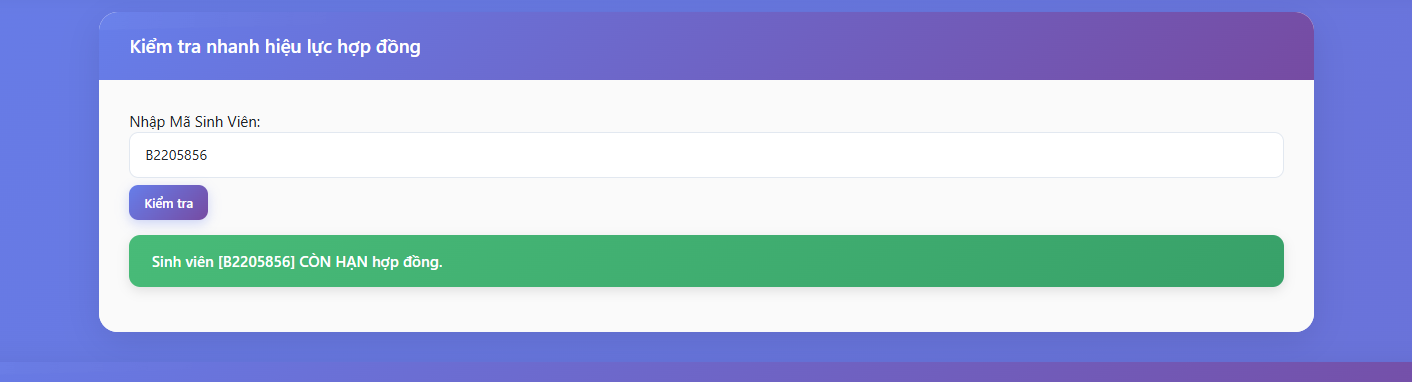 Kiểm tra nhanh hiệu lực hợp đồng
Nhập Mã Sinh Viên:
B2205856
Kiểm tra
Sinh viên [B2205856] CÒN HẠN hợp đồng.